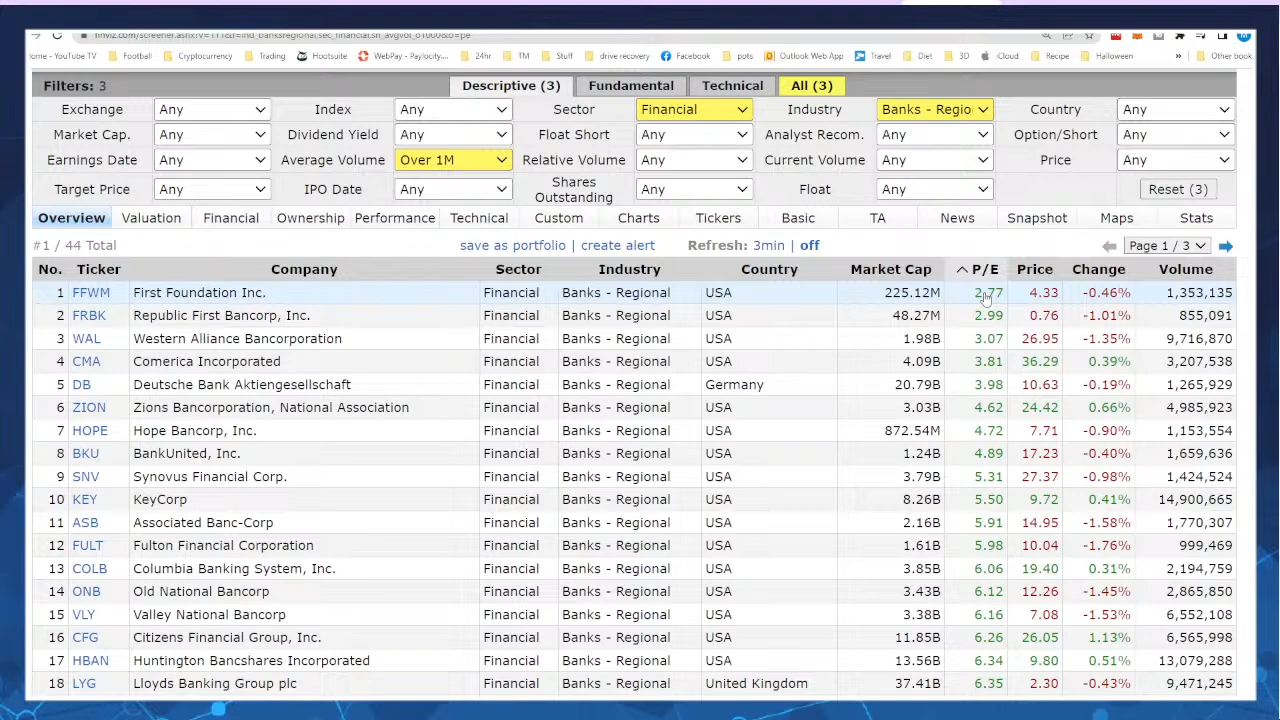 Home - YouTube TV Football Cryptocurrency Trading Hootsuite WebPay - Paylocity... 24hr TM Stuff drive recovery Facebook pots Outlook Web App Travel Diet 3D iCloud Recipe Halloween » Other book
Filters: 3 Descriptive (3) Fundamental Technical All (3)
Exchange Any Index Any Sector Financial Industry Banks - Regio Country Any
Market Cap. Any Dividend Yield Any Float Short Any Analyst Recom. Any Option/Short Any
Earnings Date Any Average Volume Over 1M Relative Volume Any Current Volume Any Price Any
Target Price Any IPO Date Any Shares Outstanding Any Float Any Reset (3)
Overview Valuation Financial Ownership Performance Technical Custom Charts Tickers Basic TA News Snapshot Maps Stats
#1 / 44 Total save as portfolio | create alert Refresh: 3min | off Page 1 / 3
No. Ticker Company Sector Industry Country Market Cap P/E Price Change Volume
1 FFWM First Foundation Inc. Financial Banks - Regional USA 225.12M 2.77 4.33 -0.46% 1,353,135
2 FRBK Republic First Bancorp, Inc. Financial Banks - Regional USA 48.27M 2.99 0.76 -1.01% 855,091
3 WAL Western Alliance Bancorporation Financial Banks - Regional USA 1.98B 3.07 26.95 -1.35% 9,716,870
4 CMA Comerica Incorporated Financial Banks - Regional USA 4.09B 3.81 36.29 0.39% 3,207,538
5 DB Deutsche Bank Aktiengesellschaft Financial Banks - Regional Germany 20.79B 3.98 10.63 -0.19% 1,265,929
6 ZION Zions Bancorporation, National Association Financial Banks - Regional USA 3.03B 4.62 24.42 0.66% 4,985,923
7 HOPE Hope Bancorp, Inc. Financial Banks - Regional USA 872.54M 4.72 7.71 -0.90% 1,153,554
8 BKU BankUnited, Inc. Financial Banks - Regional USA 1.24B 4.89 17.23 -0.40% 1,659,636
9 SNV Synovus Financial Corp. Financial Banks - Regional USA 3.79B 5.31 27.37 -0.98% 1,424,524
10 KEY KeyCorp Financial Banks - Regional USA 8.26B 5.50 9.72 0.41% 14,900,665
11 ASB Associated Banc-Corp Financial Banks - Regional USA 2.16B 5.91 14.95 -1.58% 1,770,307
12 FULT Fulton Financial Corporation Financial Banks - Regional USA 1.61B 5.98 10.04 -1.76% 999,469
13 COLB Columbia Banking System, Inc. Financial Banks - Regional USA 3.85B 6.06 19.40 0.31% 2,194,759
14 ONB Old National Bancorp Financial Banks - Regional USA 3.43B 6.12 12.26 -1.45% 2,865,850
15 VLY Valley National Bancorp Financial Banks - Regional USA 3.38B 6.16 7.08 -1.53% 6,552,108
16 CFG Citizens Financial Group, Inc. Financial Banks - Regional USA 11.85B 6.26 26.05 1.13% 6,565,998
17 HBAN Huntington Bancshares Incorporated Financial Banks - Regional USA 13.56B 6.34 9.80 0.51% 13,079,288
18 LYG Lloyds Banking Group plc Financial Banks - Regional United Kingdom 37.41B 6.35 2.30 -0.43% 9,471,245